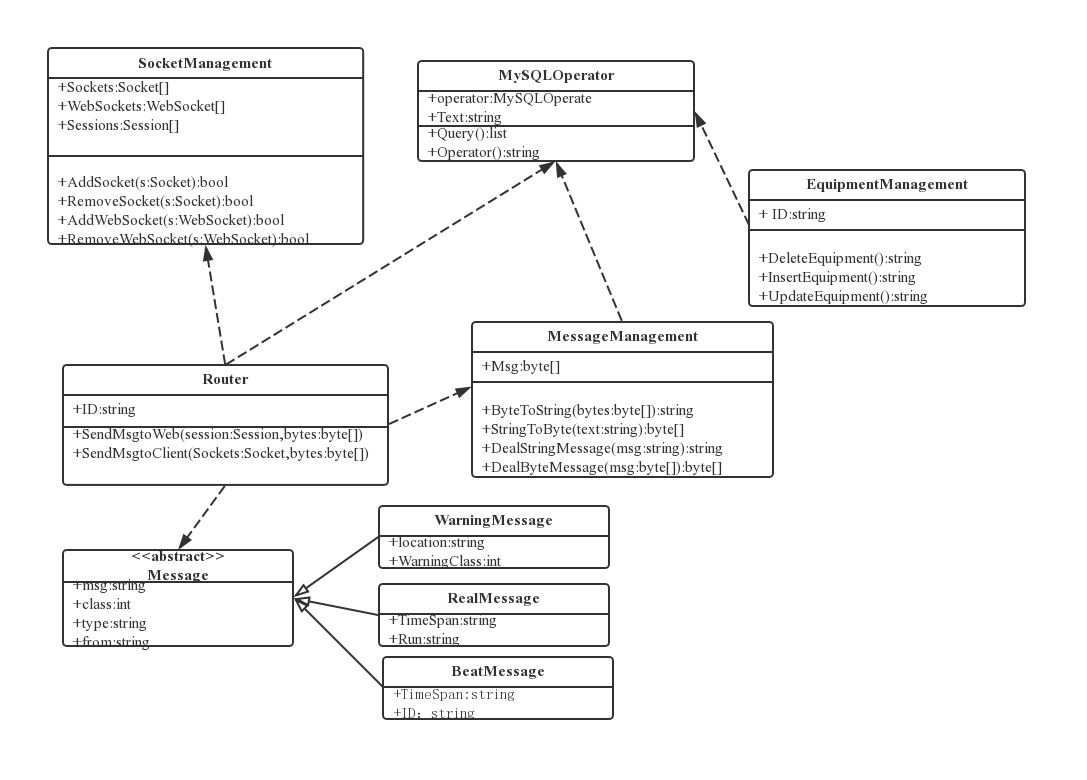 SocketManagement
+Sockets:Socket[]
+WebSockets:WebSocket[]
+Sessions:Session[]
+AddSocket(s:Socket):bool
+RemoveSocket(s:Socket):bool
+AddWebSocket(s:WebSocket):bool
+RemoveWebSocket(s:WebSocket):bool
MySQLOperator
+operator:MySQLOperate
+Text:string
+Query():list
+Operator():string
EquipmentManagement
+ ID:string
+DeleteEquipment():string
+InsertEquipment():string
+UpdateEquipment():string
MessageManagement
+Msg:byte[]
+ByteToString(bytes:byte[]):string
+StringToByte(text:string):byte[]
+DealStringMessage(msg:string):string
+DealByteMessage(msg:byte[]):byte[]
Router
+ID:string
+SendMsgtoWeb(session:Session,bytes:byte[])
+SendMsgtoClient(Sockets:Socket,bytes:byte[])
<<abstract>>
Message
+msg:string
+class:int
+type:string
+from:string
WarningMessage
+location:string
+WarningClass:int
RealMessage
+TimeSpan:string
+Run:string
BeatMessage
+TimeSpan:string
+ID：string